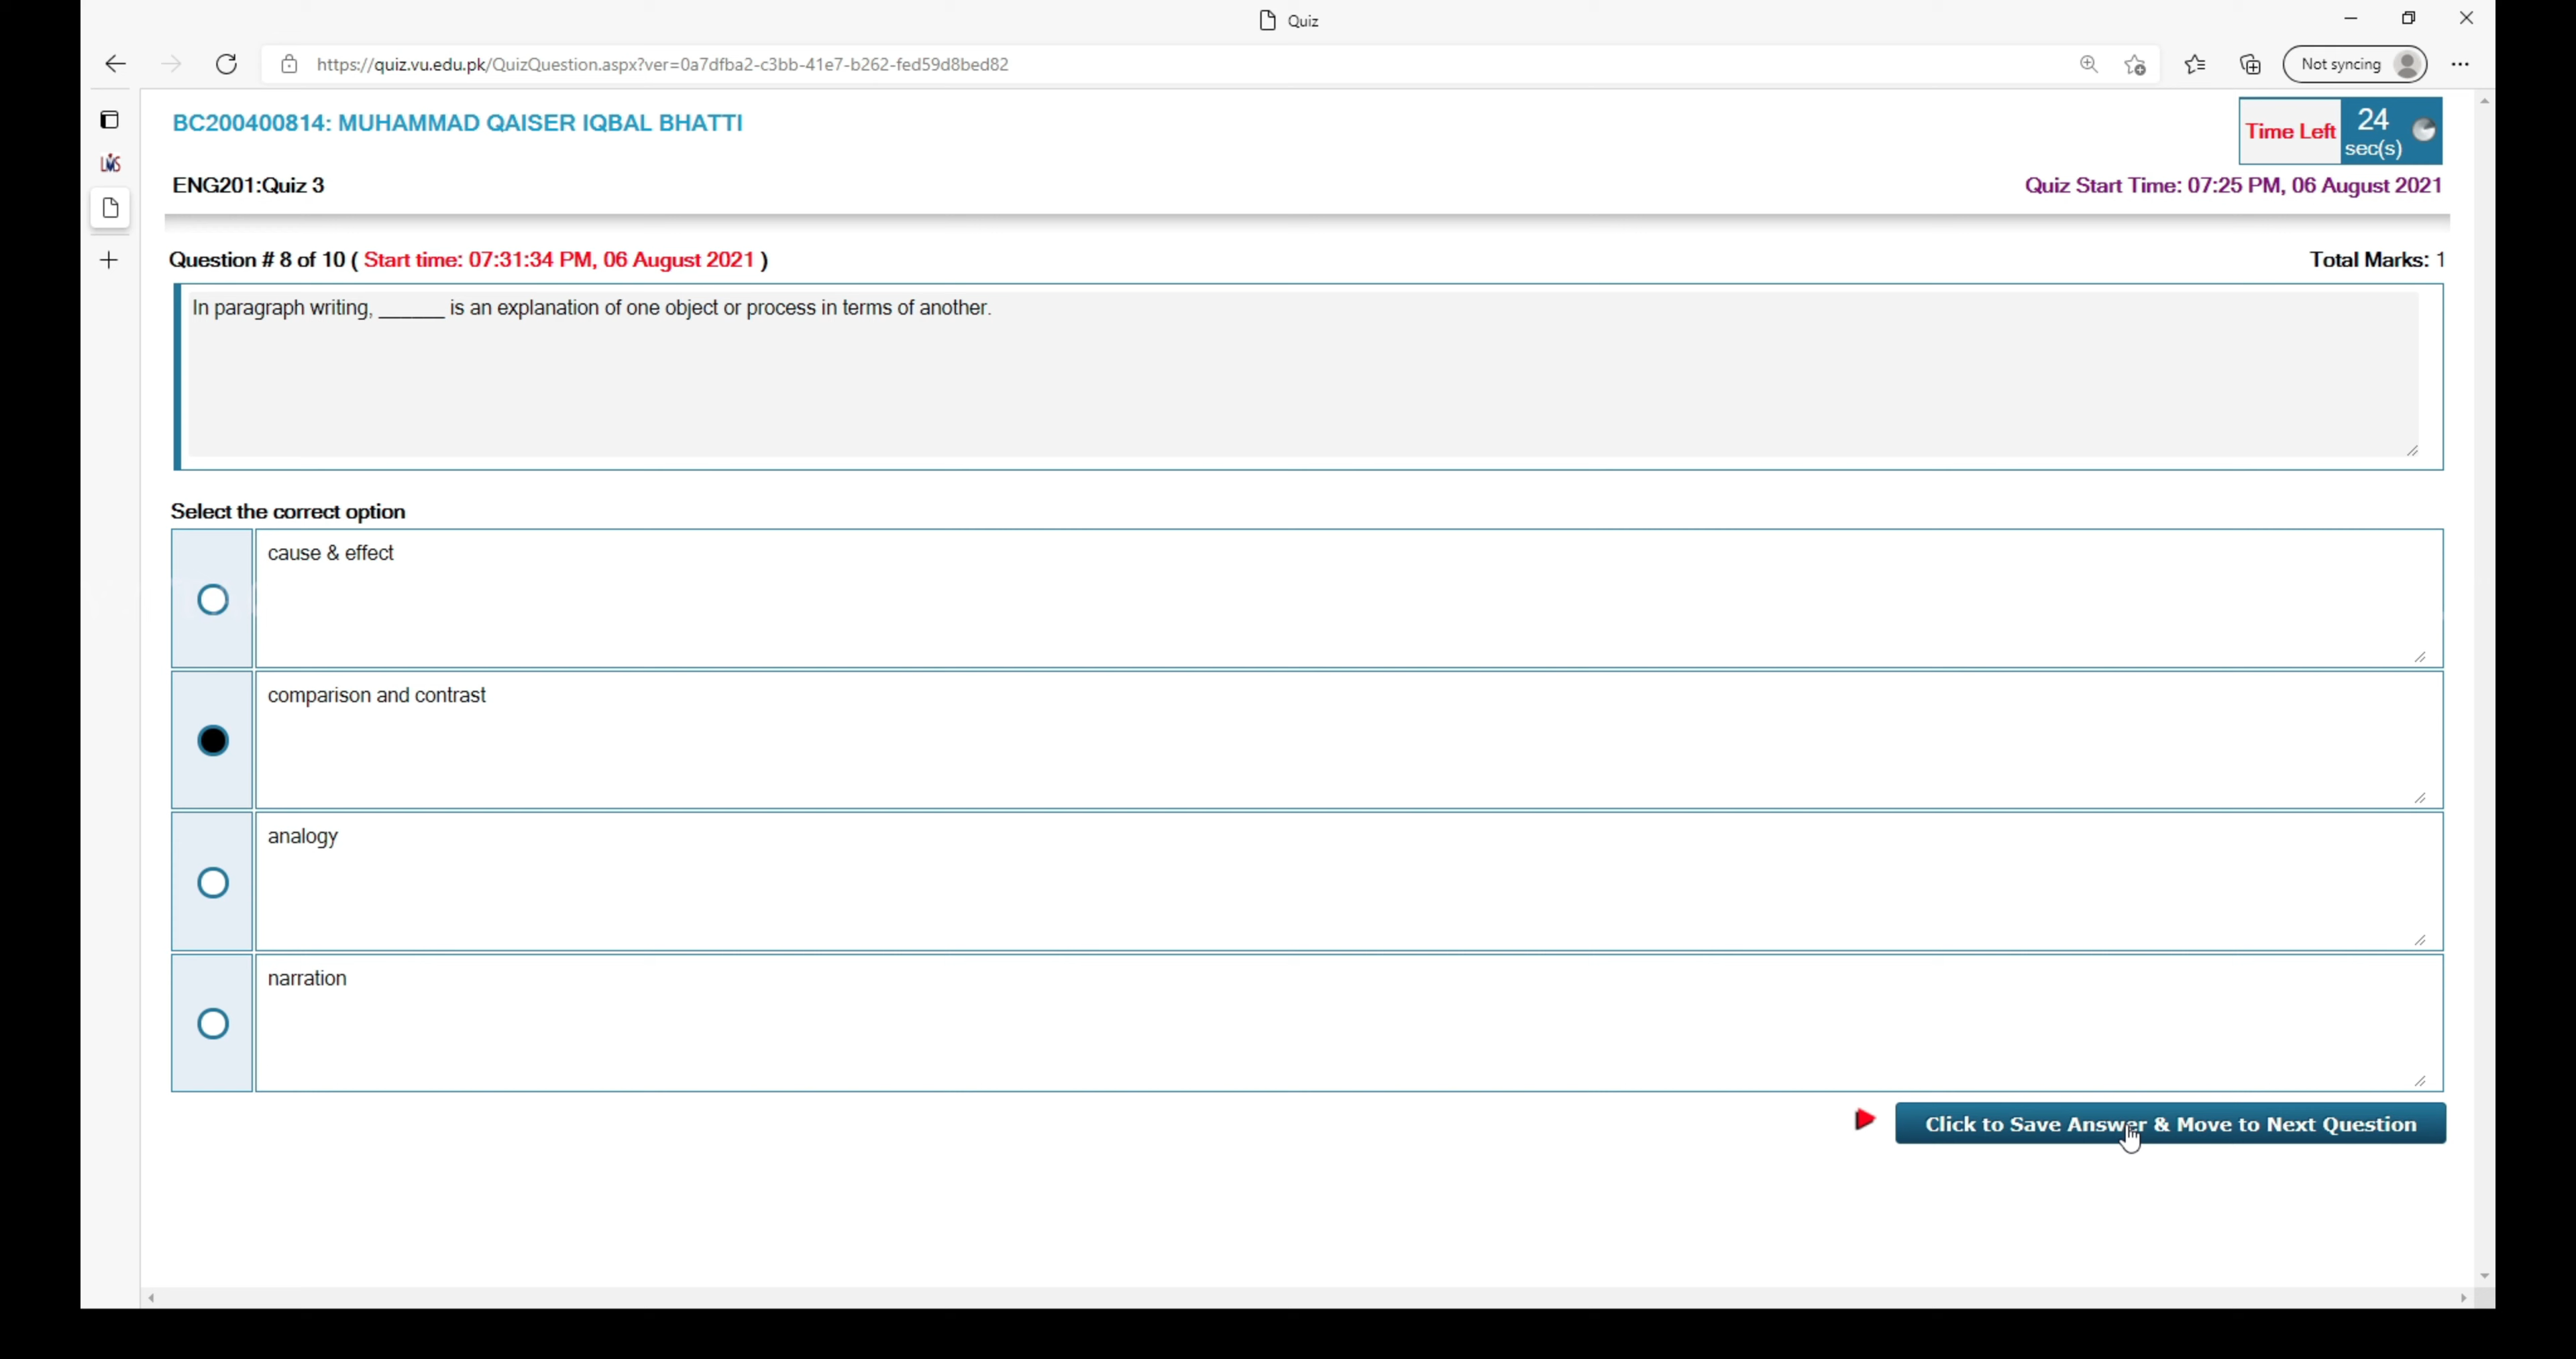 Quiz
https://quiz.vu.edu.pk/QuizQuestion.aspx?ver=0a7dfba2-c3bb-41e7-b262-fed59d8bed82
Not syncing
LMS
BC200400814: MUHAMMAD QAISER IQBAL BHATTI
Time Left 24 sec(s)
ENG201:Quiz 3
Quiz Start Time: 07:25 PM, 06 August 2021
Question # 8 of 10 ( Start time: 07:31:34 PM, 06 August 2021 )
Total Marks: 1
In paragraph writing, ______ is an explanation of one object or process in terms of another.
Select the correct option
cause & effect
comparison and contrast
analogy
narration
Click to Save Answer & Move to Next Question